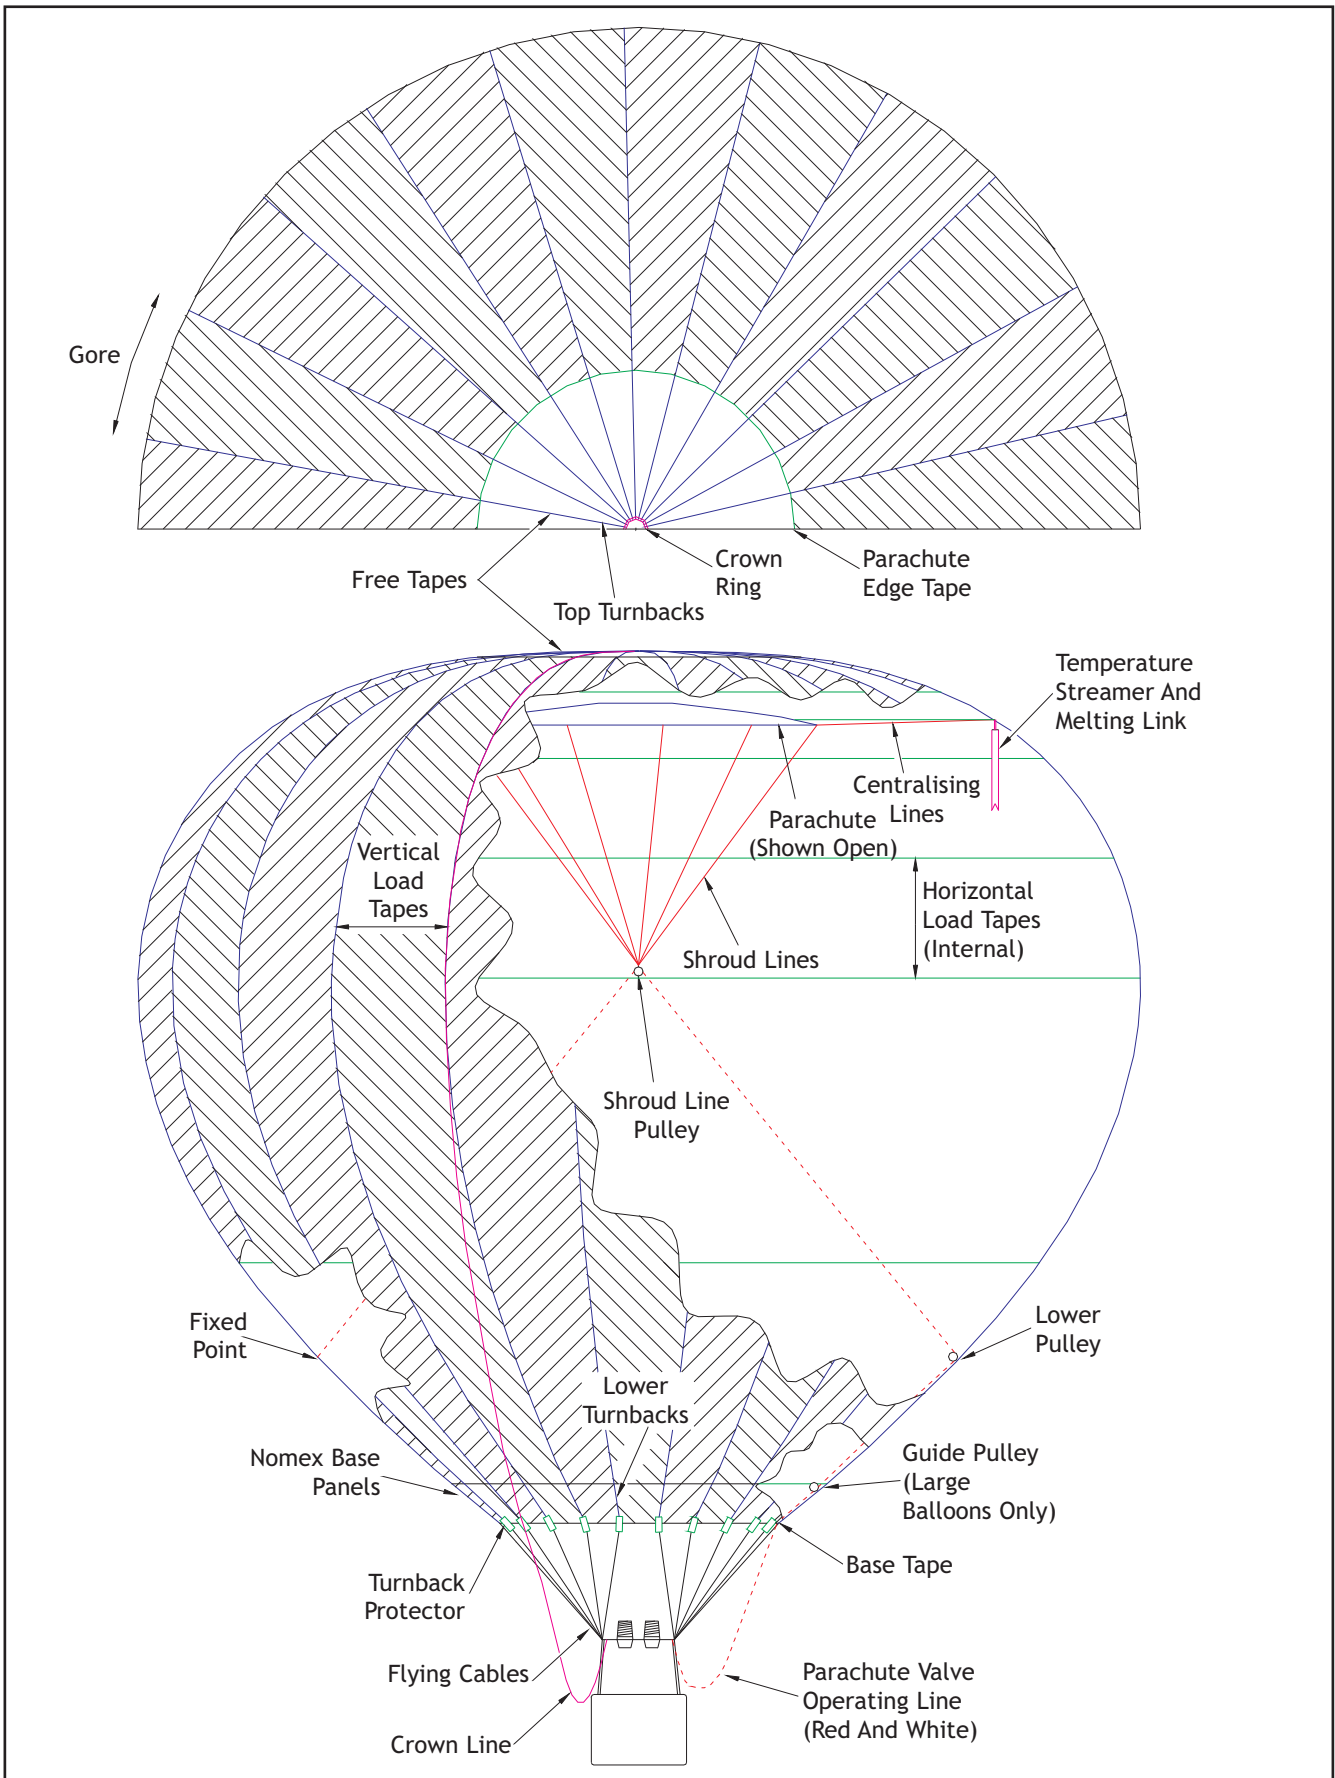 Gore
Free Tapes
Top Turnbacks
Crown
Ring
Parachute
Edge Tape
Temperature
Streamer And
Melting Link
Centralising
Lines
Parachute
(Shown Open)
Vertical
Load
Tapes
Horizontal
Load Tapes
(Internal)
Shroud Lines
Shroud Line
Pulley
Fixed
Point
Lower
Pulley
Lower
Turnbacks
Nomex Base
Panels
Guide Pulley
(Large
Balloons Only)
Base Tape
Turnback
Protector
Flying Cables
Parachute Valve
Operating Line
(Red And White)
Crown Line